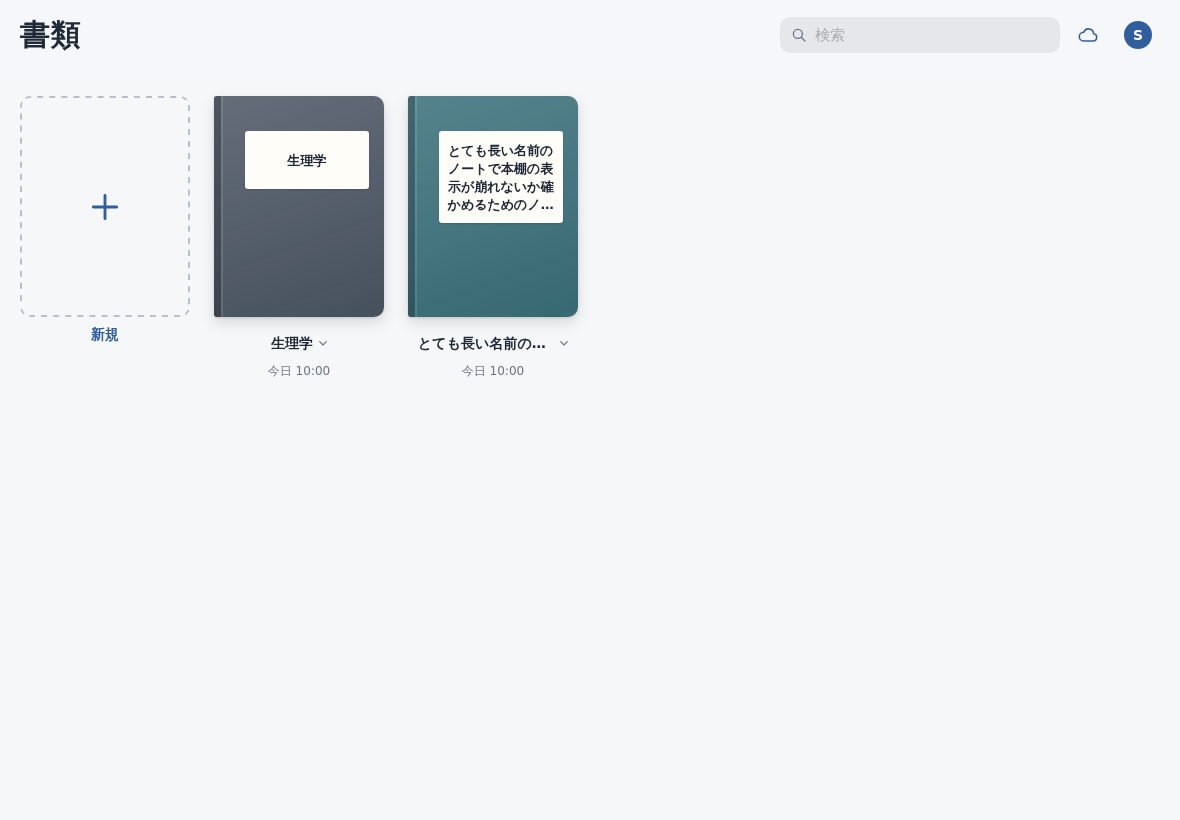 書類
検索
S
生理学
とても長い名前の
ノートで本棚の表
示が崩れないか確
かめるためのノ…
新規
生理学
とても長い名前の…
今日 10:00
今日 10:00